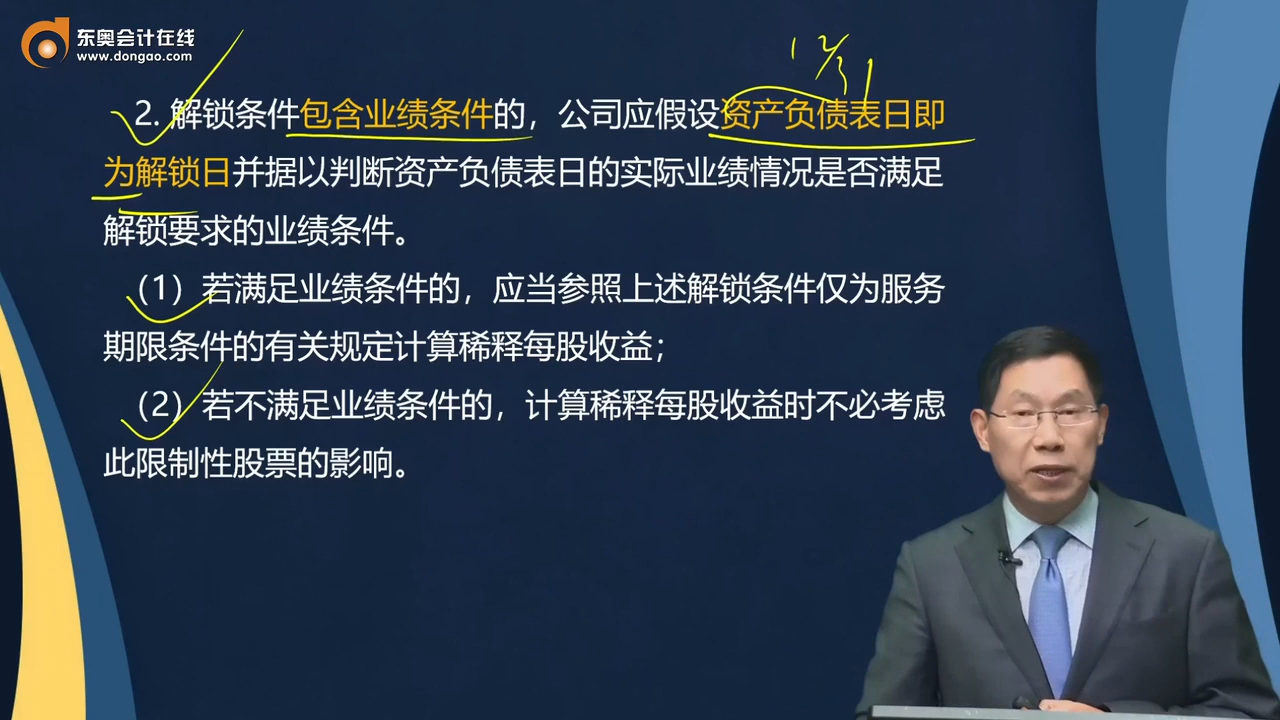 东奥会计在线
www.dongao.com
12/31
2. 解锁条件包含业绩条件的，公司应假设资产负债表日即
为解锁日并据以判断资产负债表日的实际业绩情况是否满足
解锁要求的业绩条件。
（1）若满足业绩条件的，应当参照上述解锁条件仅为服务
期限条件的有关规定计算稀释每股收益；
（2）若不满足业绩条件的，计算稀释每股收益时不必考虑
此限制性股票的影响。